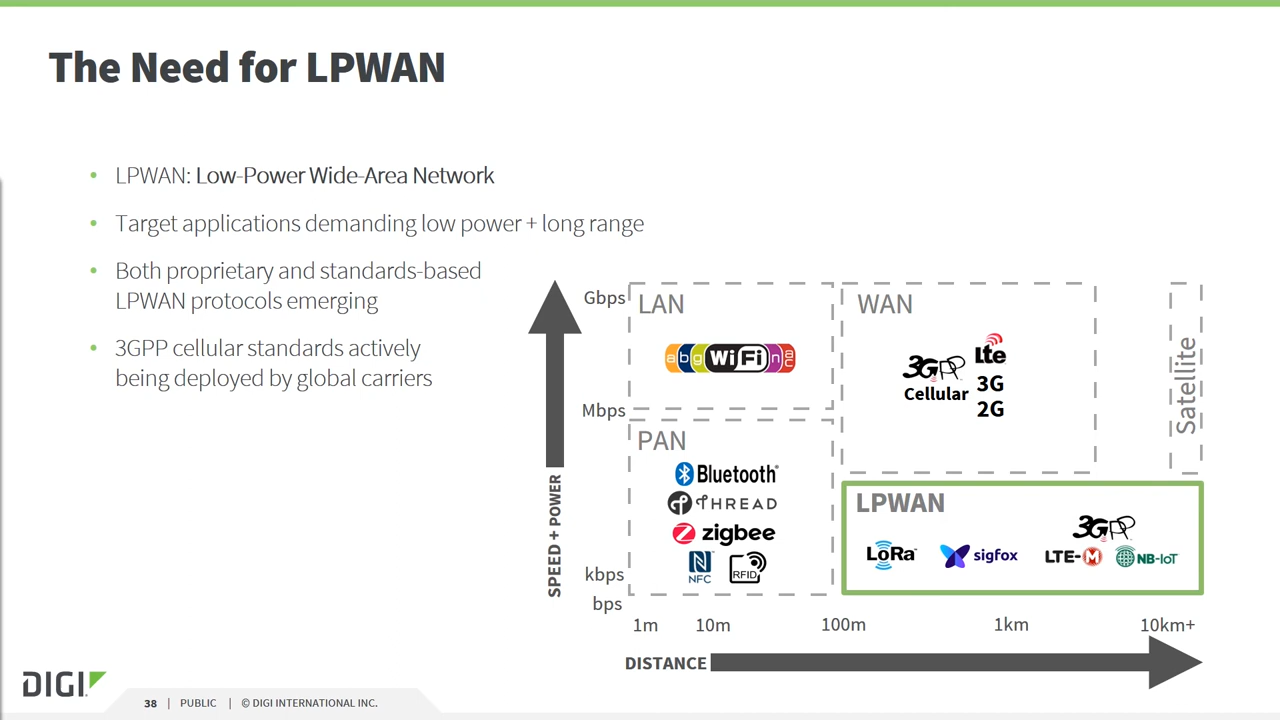 The Need for LPWAN
• LPWAN: Low-Power Wide-Area Network
• Target applications demanding low power + long range
• Both proprietary and standards-based
LPWAN protocols emerging
• 3GPP cellular standards actively
being deployed by global carriers
SPEED + POWER
Gbps
Mbps
kbps
bps
LAN
a b g WiFi n ac
PAN
Bluetooth
THREAD
zigbee
NFC
RFID
WAN
3GPP
Cellular
Lte
3G
2G
Satellite
LPWAN
LoRa
sigfox
3GPP
LTE-M
NB-IoT
1m 10m 100m 1km 10km+
DISTANCE
DIGI
38 | PUBLIC | © DIGI INTERNATIONAL INC.